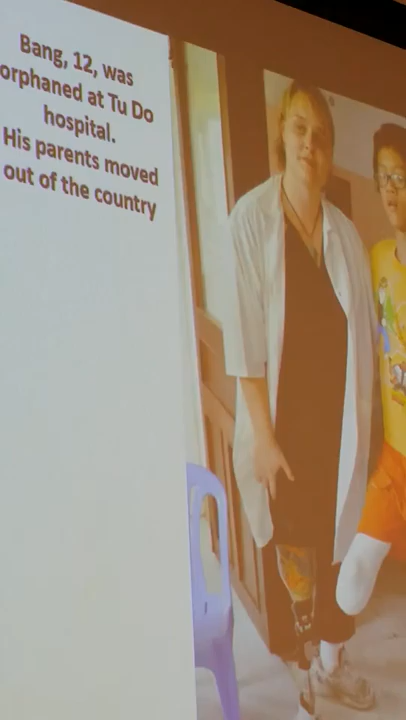 Bang, 12, was
orphaned at Tu Do
hospital.
His parents moved
out of the country